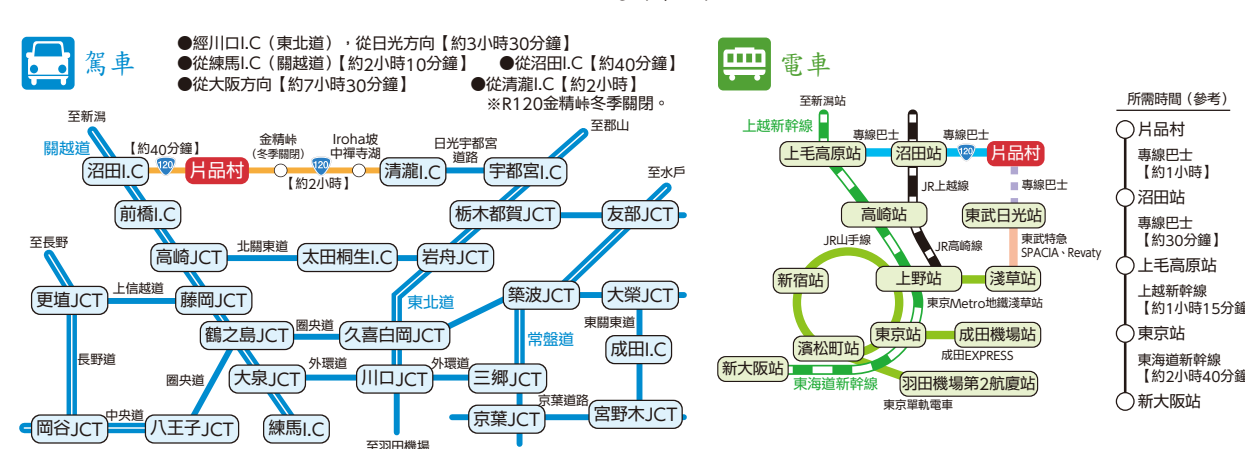 駕車
●經川口I.C（東北道），從日光方向【約3小時30分鐘】
●從練馬I.C（關越道）【約2小時10分鐘】 ●從沼田I.C【約40分鐘】
●從大阪方向【約7小時30分鐘】 ●從清瀧I.C【約2小時】
※R120金精峠冬季關閉。
至新潟
關越道
沼田I.C
【約40分鐘】
120
片品村
金精峠
(冬季關閉)
120
【約2小時】
Iroha坡
中禪寺湖
清瀧I.C
日光宇都宮
道路
宇都宮I.C
至郡山
至水戶
前橋I.C
栃木都賀JCT
友部JCT
至長野
高崎JCT
北關東道
太田桐生I.C
岩舟JCT
更埴JCT
上信越道
藤岡JCT
東北道
築波JCT
大榮JCT
鶴之島JCT
圈央道
久喜白岡JCT
常盤道
東關東道
成田I.C
長野道
圈央道
大泉JCT
外環道
川口JCT
外環道
三鄉JCT
岡谷JCT
中央道
八王子JCT
練馬I.C
至羽田機場
京葉JCT
京葉道路
宮野木JCT
電車
至新潟站
上越新幹線
上毛高原站
專線巴士
沼田站
專線巴士
120
片品村
JR上越線
專線巴士
高崎站
東武日光站
JR山手線
JR高崎線
東武特急
SPACIA、Revaty
新宿站
上野站
淺草站
東京Metro地鐵淺草站
東京站
成田機場站
成田EXPRESS
濱松町站
新大阪站
東海道新幹線
羽田機場第2航廈站
東京單軌電車
所需時間（參考）
片品村
專線巴士
【約1小時】
沼田站
專線巴士
【約30分鐘】
上毛高原站
上越新幹線
【約1小時15分鐘
東京站
東海道新幹線
【約2小時40分鐘
新大阪站